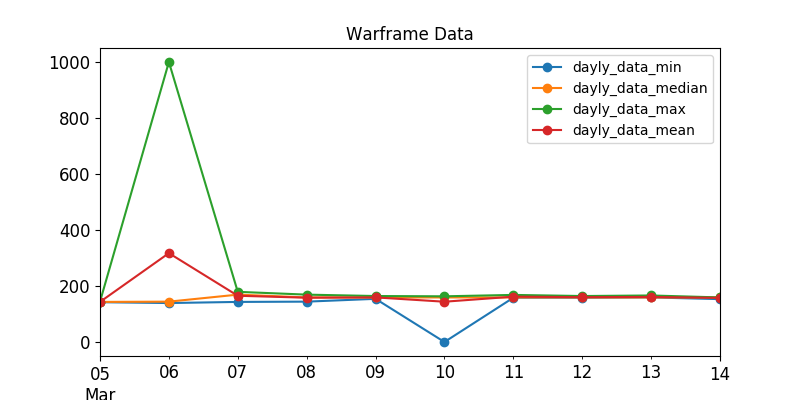 Warframe Data
dayly_data_min
dayly_data_median
dayly_data_max
dayly_data_mean
1000
800
600
400
200
0
05 06 07 08 09 10 11 12 13 14
Mar